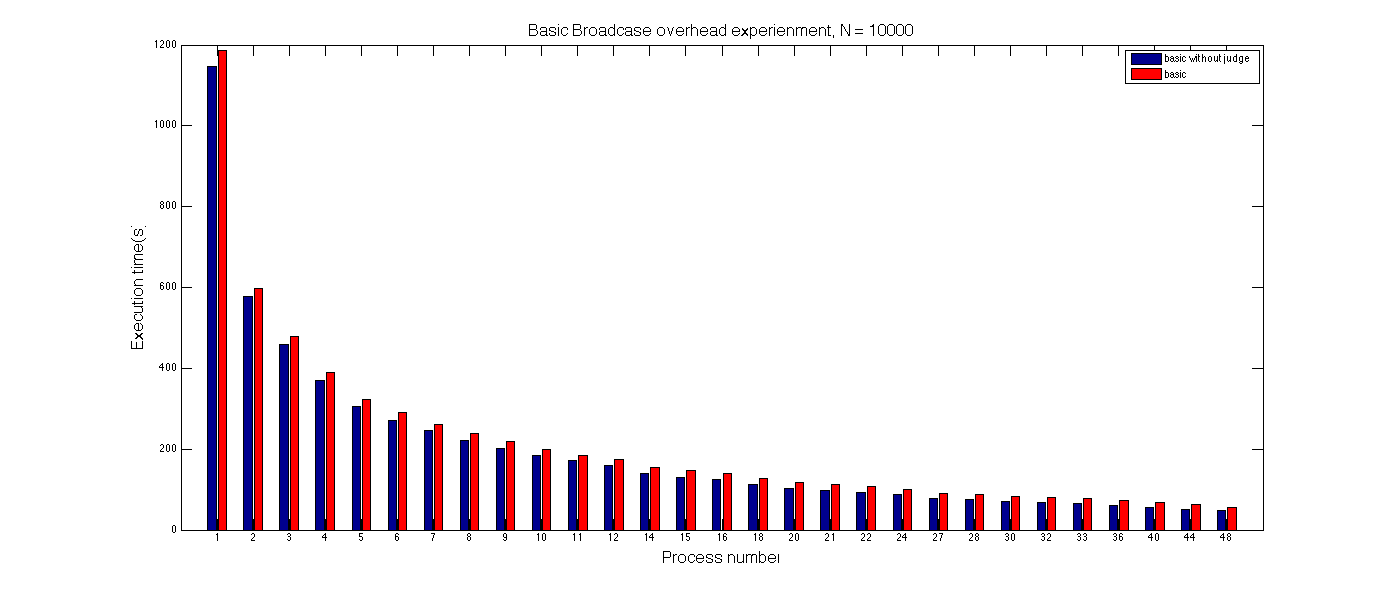 Basic Broadcase overhead experienment, N = 10000
basic without judge
basic
1200
1000
800
600
400
200
0
Execution time(s)
1 2 3 4 5 6 7 8 9 10 11 12 14 15 16 18 20 21 22 24 27 28 30 32 33 36 40 44 48
Process number